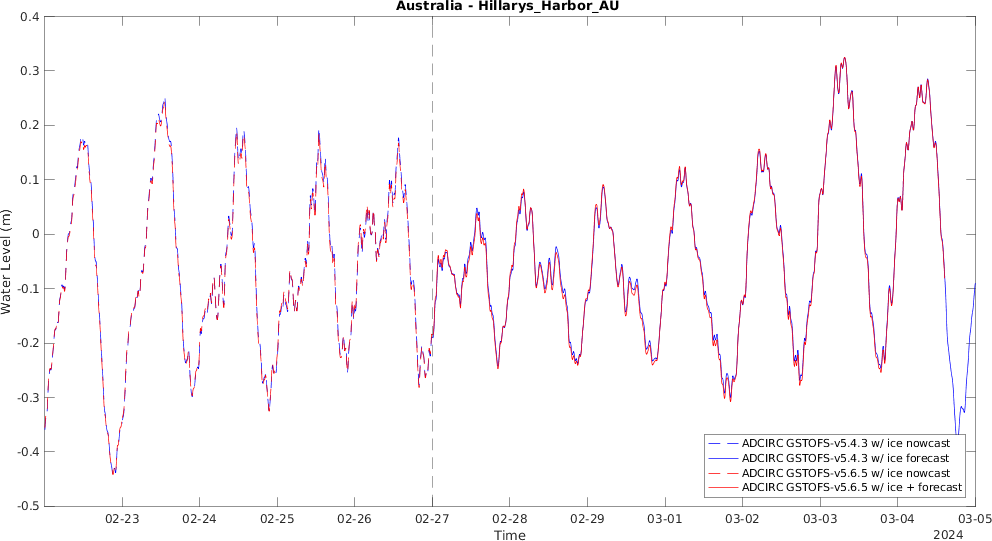 Australia - Hillarys_Harbor_AU
0.4
0.3
0.2
0.1
0
-0.1
-0.2
-0.3
-0.4
-0.5
Water Level (m)
ADCIRC GSTOFS-v5.4.3 w/ ice nowcast
ADCIRC GSTOFS-v5.4.3 w/ ice forecast
ADCIRC GSTOFS-v5.6.5 w/ ice nowcast
ADCIRC GSTOFS-v5.6.5 w/ ice + forecast
02-23 02-24 02-25 02-26 02-27 02-28 02-29 03-01 03-02 03-03 03-04 03-05
Time
2024